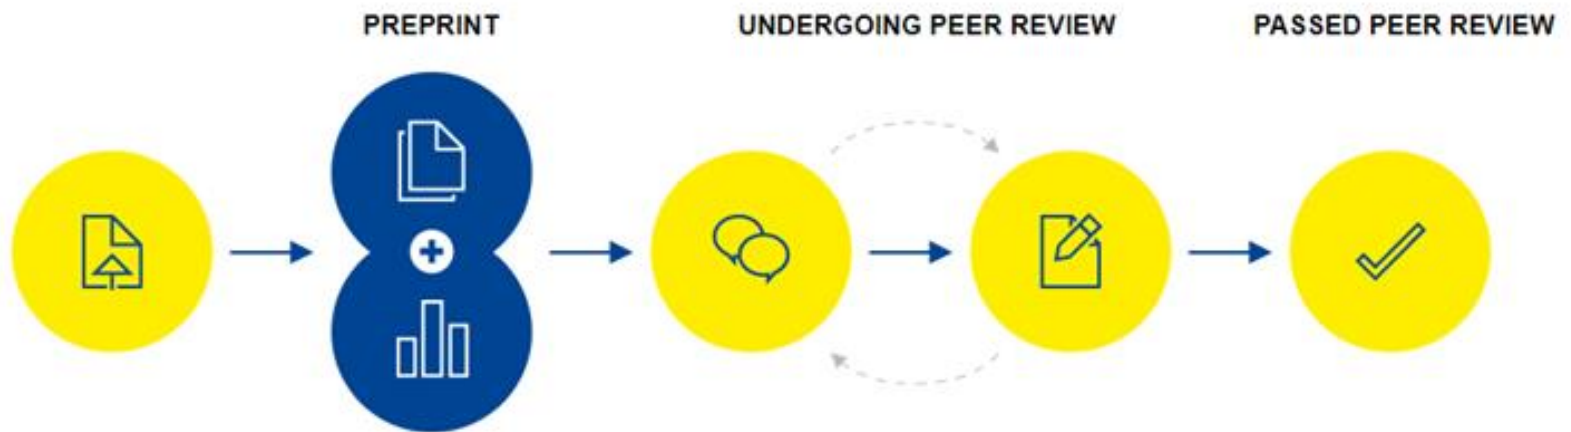 PREPRINT
UNDERGOING PEER REVIEW
PASSED PEER REVIEW